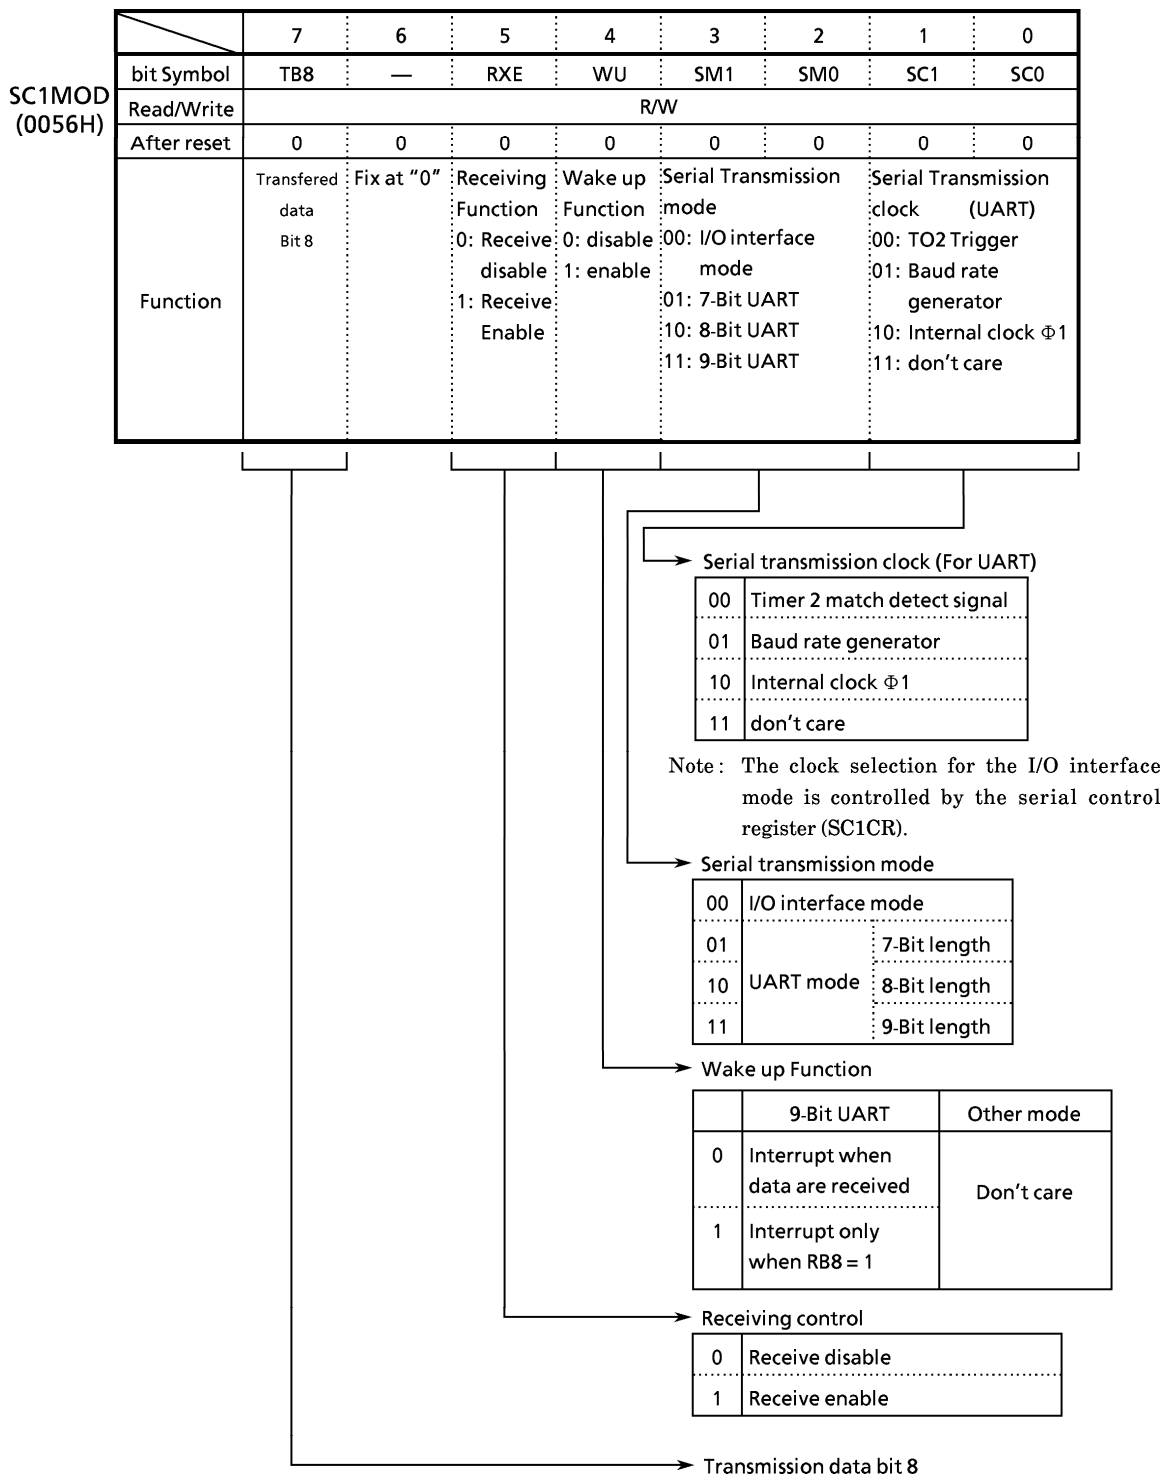 7 6 5 4 3 2 1 0
bit Symbol TB8 — RXE WU SM1 SM0 SC1 SC0
SC1MOD
(0056H)
Read/Write R/W
After reset 0 0 0 0 0 0 0 0
Function
Transfered
data
Bit 8
Fix at “0”
Receiving
Function
0: Receive
disable
1: Receive
Enable
Wake up
Function
0: disable
1: enable
Serial Transmission
mode
00: I/O interface
mode
01: 7-Bit UART
10: 8-Bit UART
11: 9-Bit UART
Serial Transmission
clock (UART)
00: TO2 Trigger
01: Baud rate
generator
10: Internal clock Φ1
11: don't care
Serial transmission clock (For UART)
00 Timer 2 match detect signal
01 Baud rate generator
10 Internal clock Φ1
11 don't care
Note : The clock selection for the I/O interface
mode is controlled by the serial control
register (SC1CR).
Serial transmission mode
00 I/O interface mode
01 7-Bit length
10 UART mode 8-Bit length
11 9-Bit length
Wake up Function
9-Bit UART Other mode
0 Interrupt when
data are received
Don't care
1 Interrupt only
when RB8 = 1
Receiving control
0 Receive disable
1 Receive enable
Transmission data bit 8